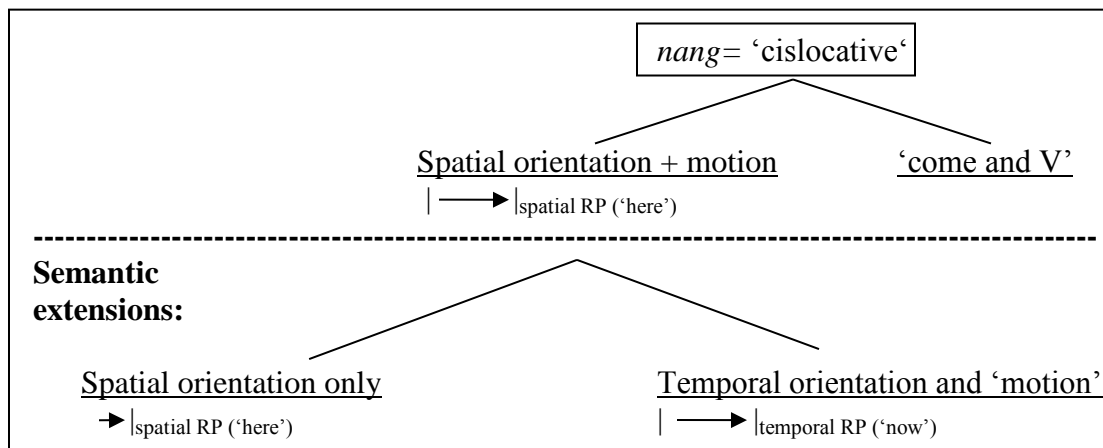 nang= ‘cislocative‘
Spatial orientation + motion ‘come and V’
| → |spatial RP (‘here’)
Semantic
extensions:
Spatial orientation only Temporal orientation and ‘motion’
→ |spatial RP (‘here’) | → |temporal RP (‘now’)